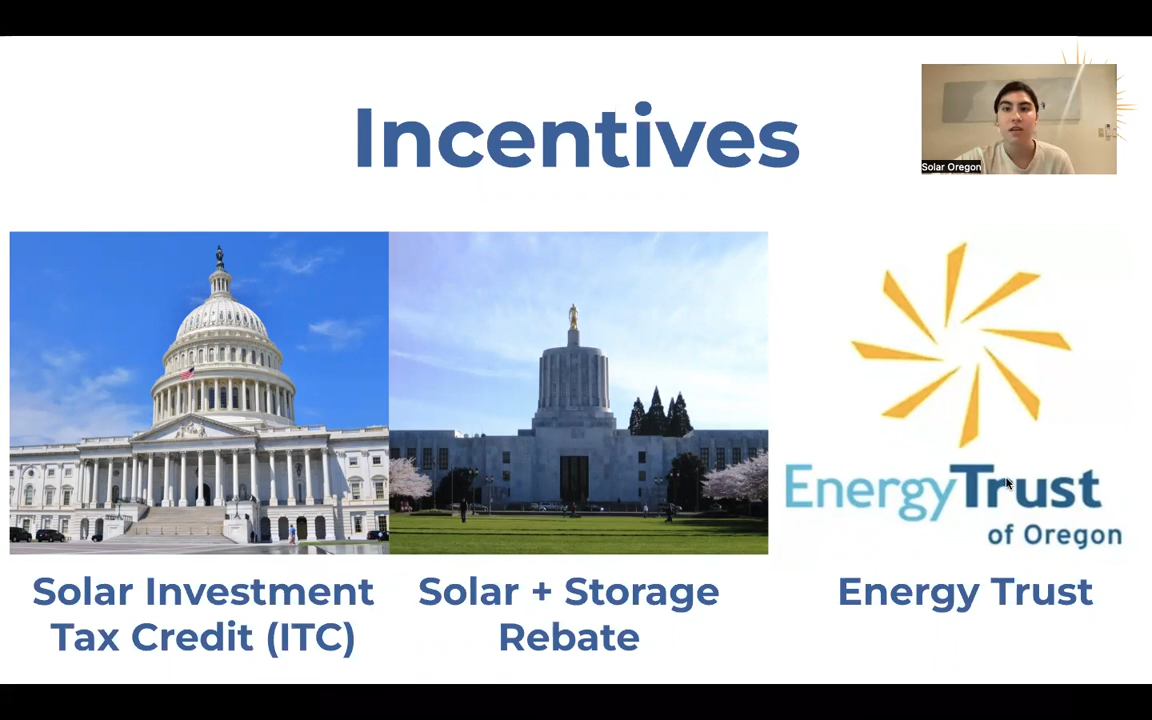 Incentives
Solar Oregon
EnergyTrust
of Oregon
Solar Investment
Tax Credit (ITC)
Solar + Storage
Rebate
Energy Trust